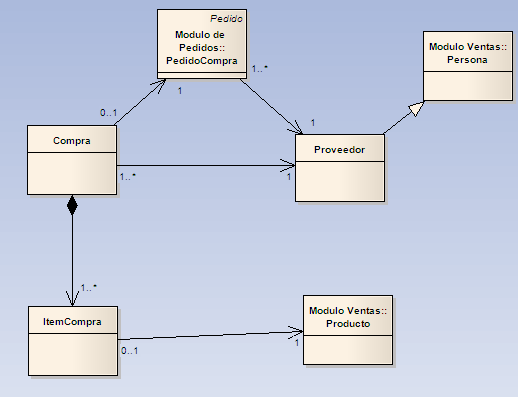 Pedido
Modulo de
Pedidos::
PedidoCompra
Modulo Ventas::
Persona
1
1..*
0..1
1
Compra
Proveedor
1..*
1
1..*
ItemCompra
Modulo Ventas::
Producto
0..1
1